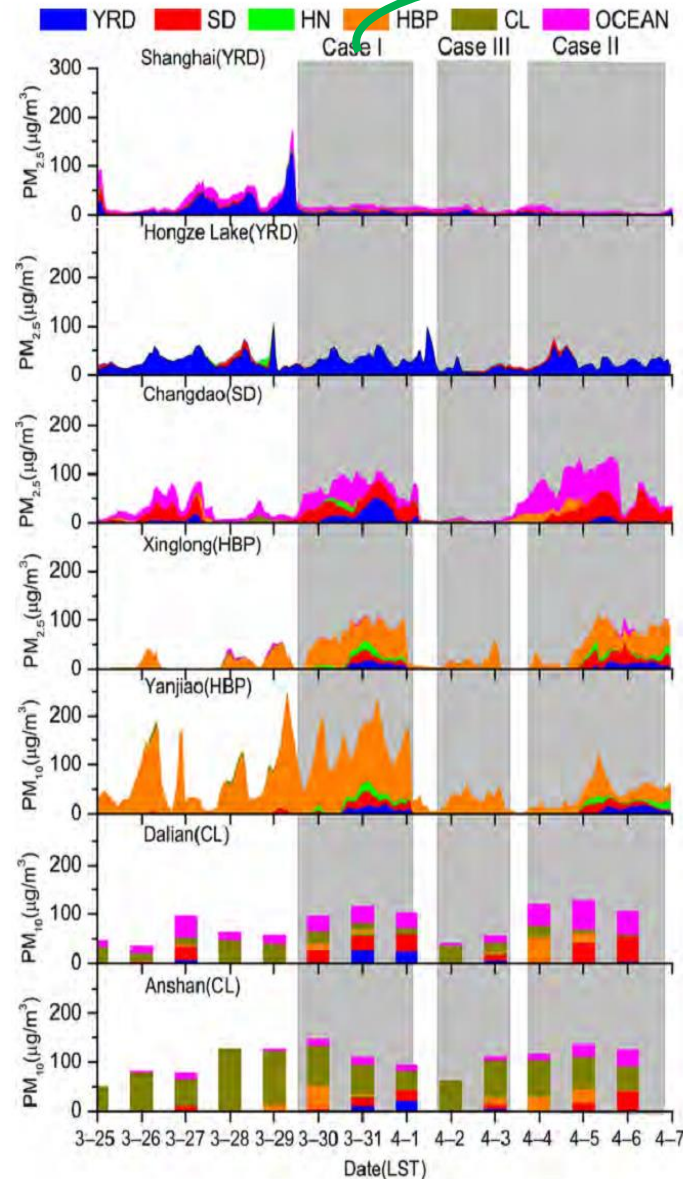 YRD SD HN HBP CL OCEAN
Case I Case III Case II
Shanghai(YRD)
300
200
100
0
PM2.5(μg/m³)
Hongze Lake(YRD)
200
100
0
PM2.5(μg/m³)
Changdao(SD)
200
100
0
PM2.5(μg/m³)
Xinglong(HBP)
200
100
0
PM2.5(μg/m³)
Yanjiao(HBP)
200
100
0
PM10(μg/m³)
Dalian(CL)
200
100
0
PM10(μg/m³)
Anshan(CL)
200
100
0
PM10(μg/m³)
3–25 3–26 3–27 3–28 3–29 3–30 3–31 4–1 4–2 4–3 4–4 4–5 4–6 4–7
Date(LST)